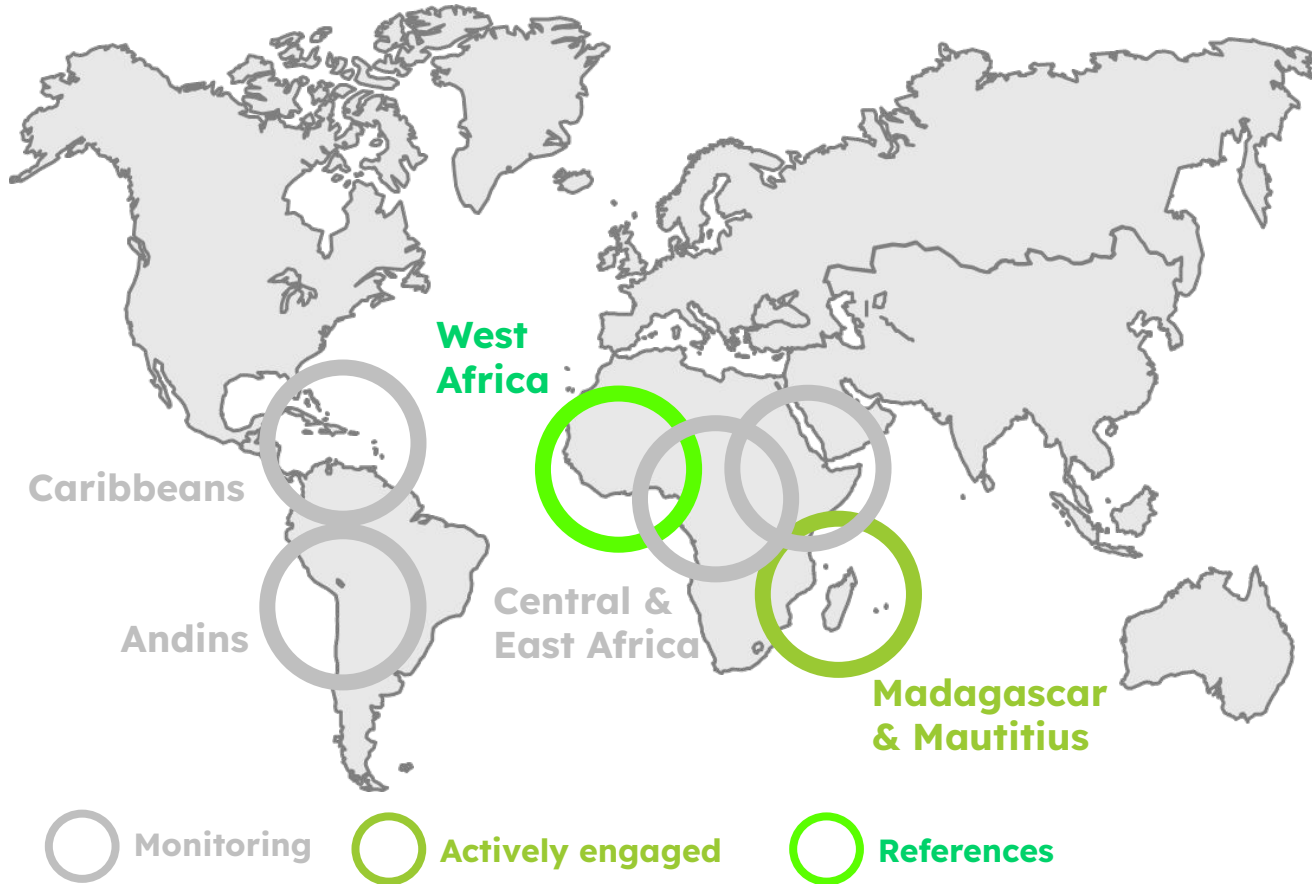 West
Africa
Caribbeans
Central &
East Africa
Andins
Madagascar
& Mautitius
Monitoring
Actively engaged
References